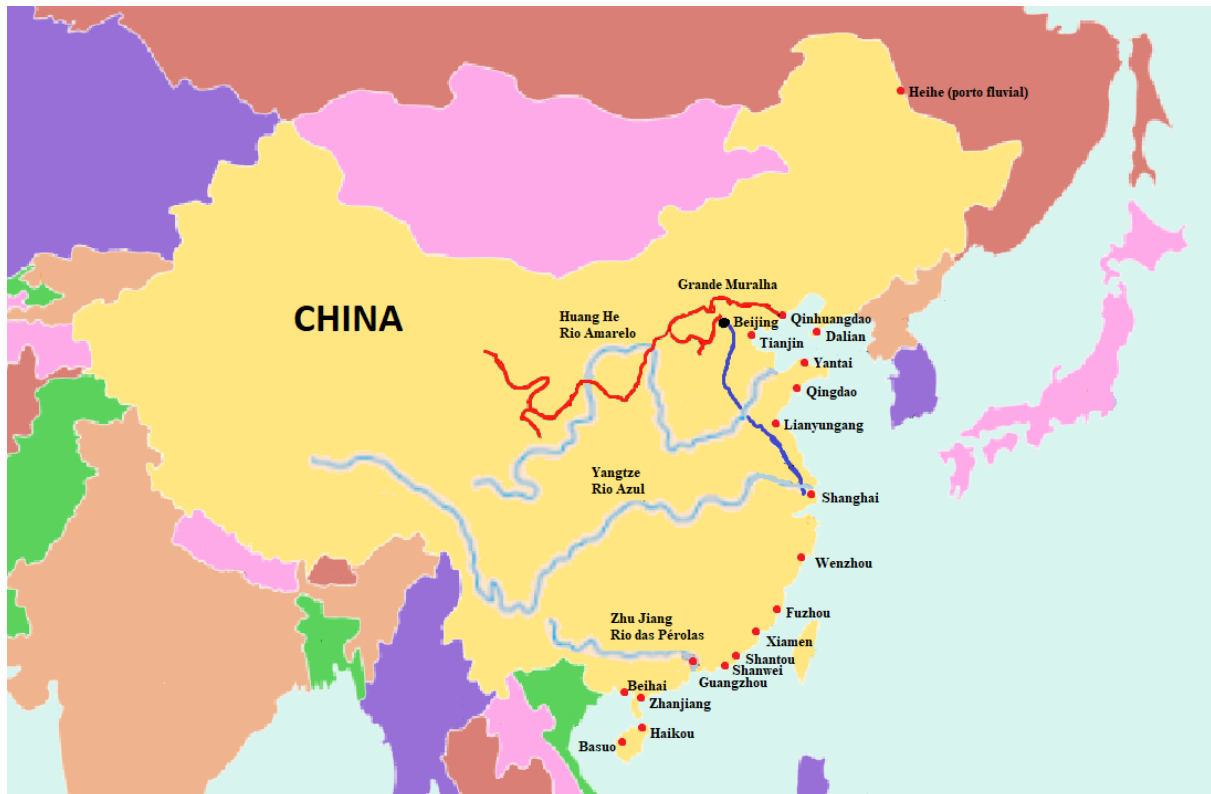 Heihe (porto fluvial)
Grande Muralha
CHINA
Huang He
Rio Amarelo
Beijing
Qinhuangdao
Dalian
Tianjin
Yantai
Qingdao
Lianyungang
Yangtze
Rio Azul
Shanghai
Wenzhou
Fuzhou
Zhu Jiang
Rio das Pérolas
Xiamen
Shantou
Shanwei
Guangzhou
Beihai
Zhanjiang
Haikou
Basuo